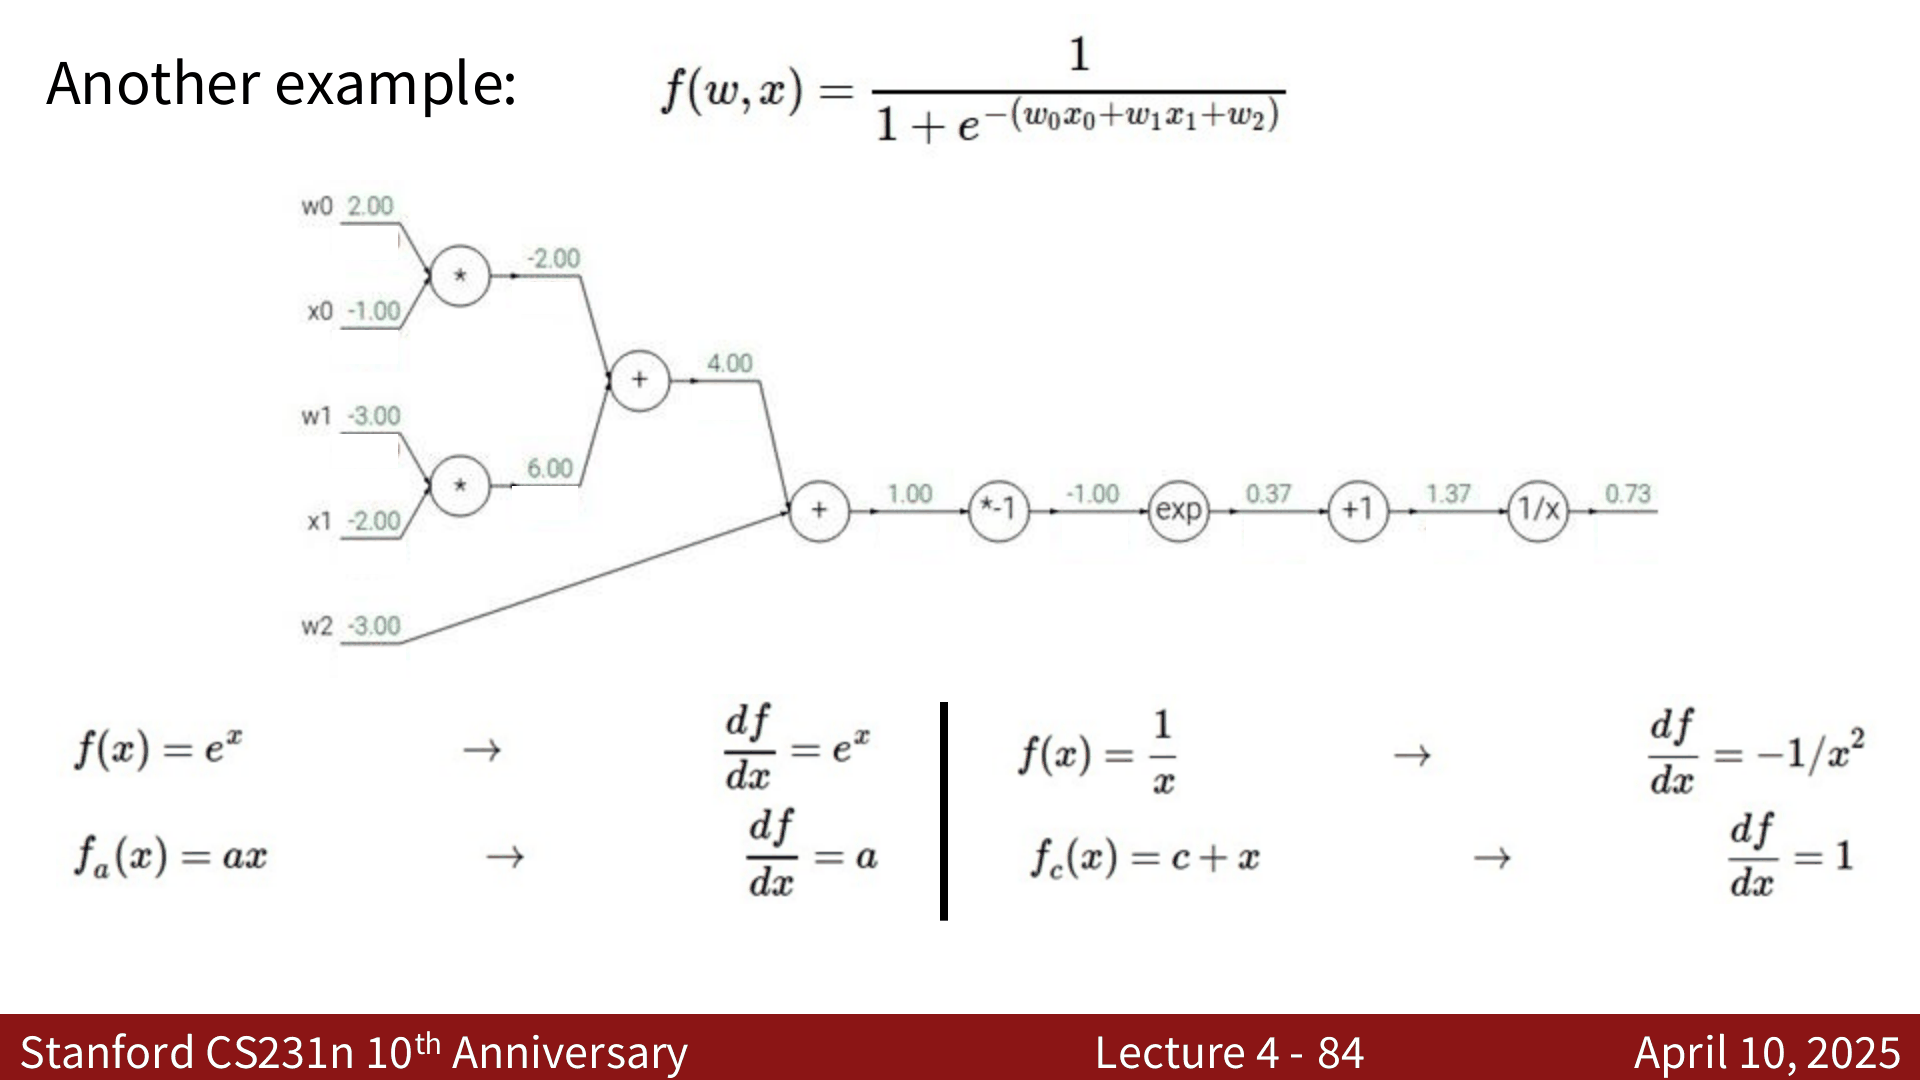 Another example:
f(w, x) = 1 / (1 + e^{−(w₀x₀+w₁x₁+w₂)})
w0 2.00
*
-2.00
x0 -1.00
+
4.00
w1 -3.00
*
6.00
x1 -2.00
+ 1.00 *-1 -1.00 exp 0.37 +1 1.37 1/x 0.73
w2 -3.00
f(x) = e^x → df/dx = e^x
f_a(x) = ax → df/dx = a
f(x) = 1/x → df/dx = −1/x²
f_c(x) = c + x → df/dx = 1
Stanford CS231n 10th Anniversary
Lecture 4 - 84
April 10, 2025